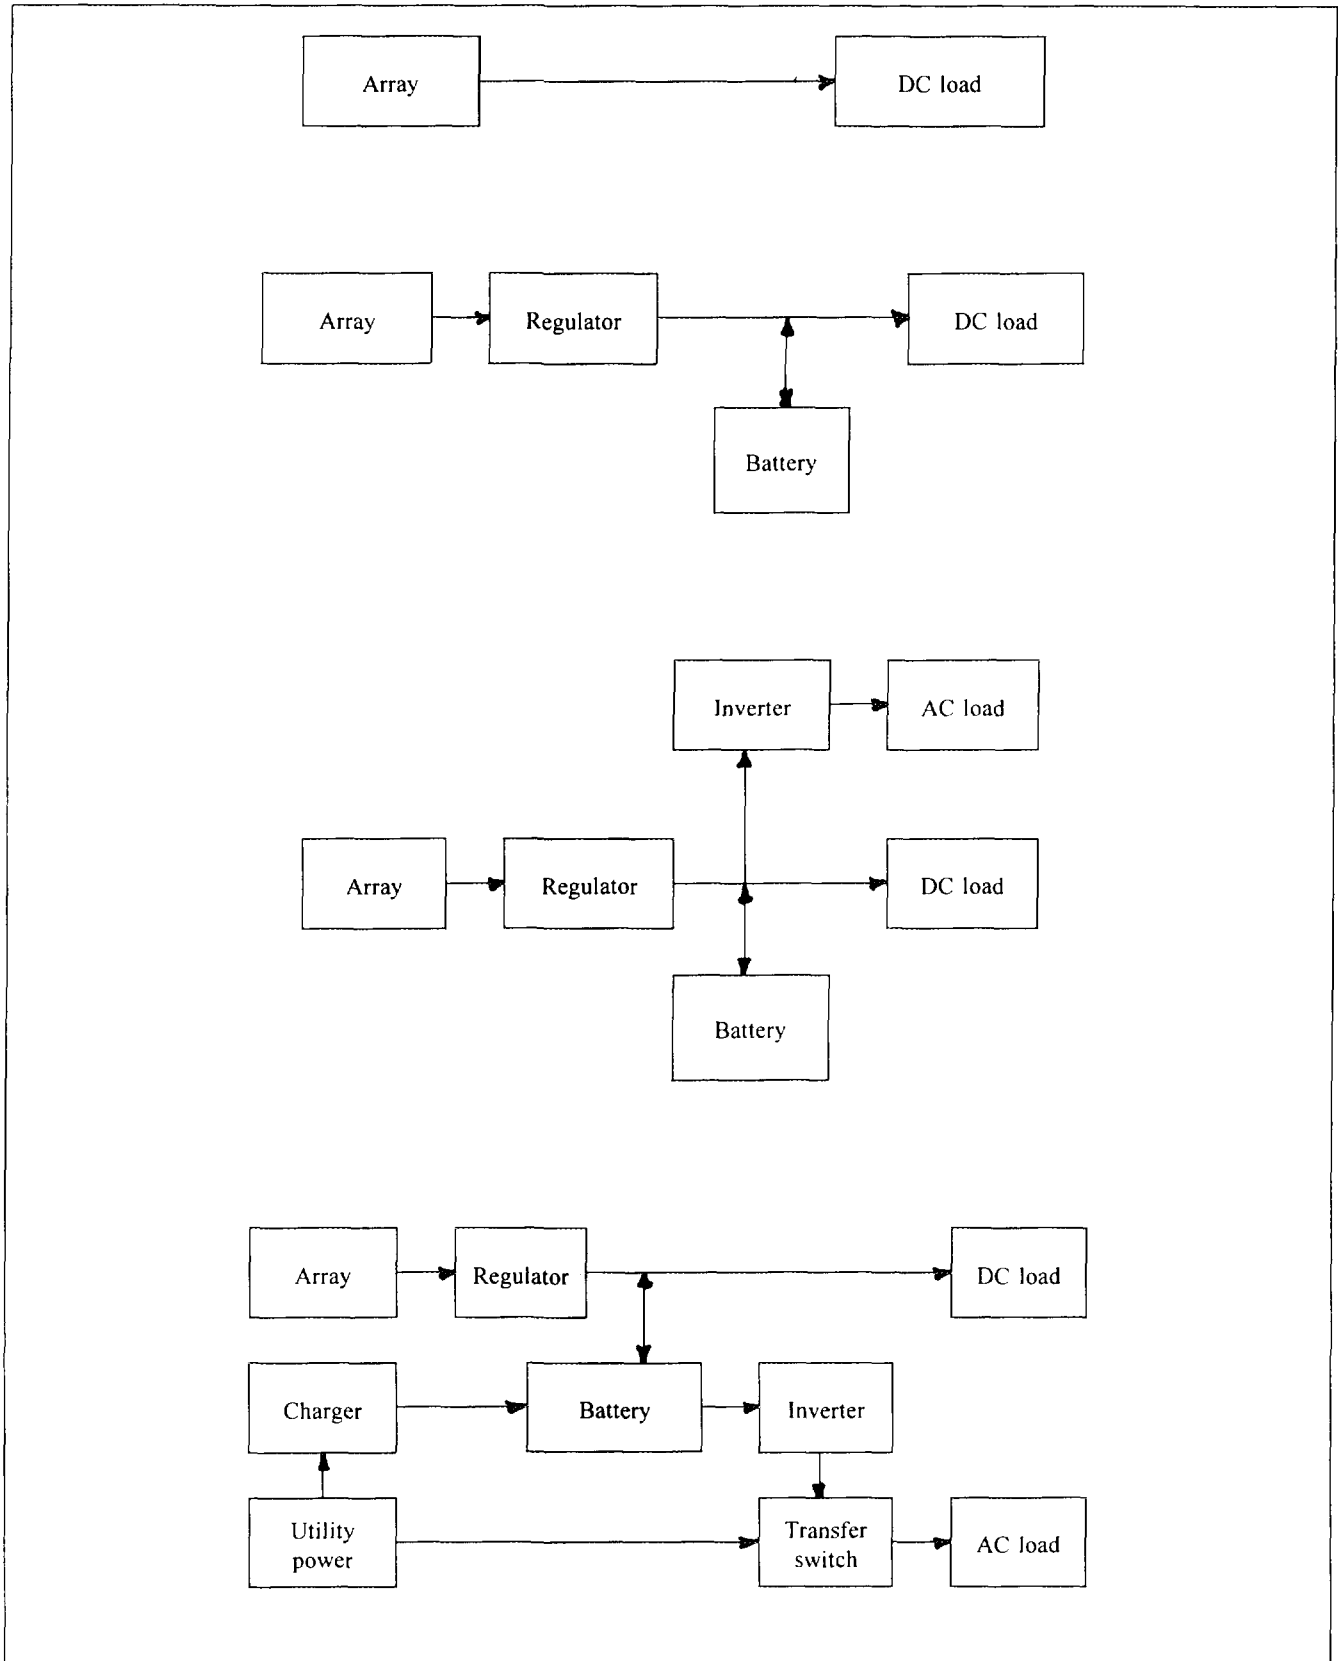 Array
DC load
Array
Regulator
DC load
Battery
Inverter
AC load
Array
Regulator
DC load
Battery
Array
Regulator
DC load
Charger
Battery
Inverter
Utility
power
Transfer
switch
AC load